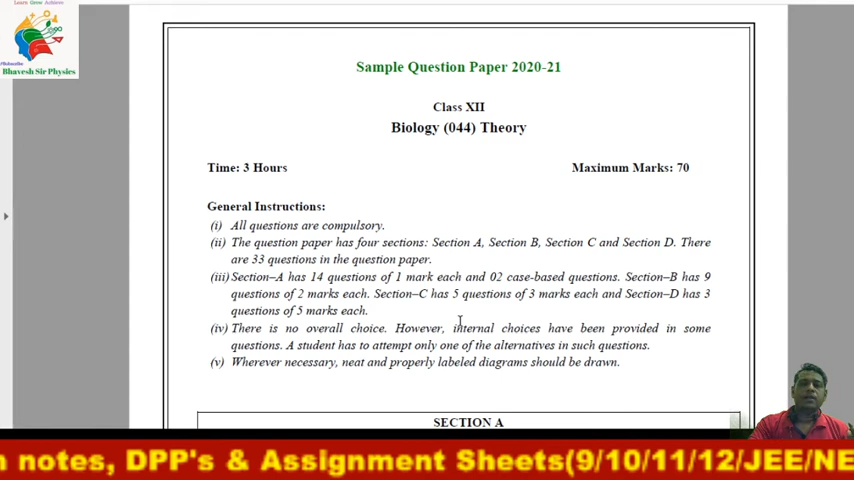 Learn Grow Achieve
#Subscribe
Bhavesh Sir Physics
Sample Question Paper 2020-21
Class XII
Biology (044) Theory
Time: 3 Hours Maximum Marks: 70
General Instructions:
(i) All questions are compulsory.
(ii) The question paper has four sections: Section A, Section B, Section C and Section D. There
are 33 questions in the question paper.
(iii) Section–A has 14 questions of 1 mark each and 02 case-based questions. Section–B has 9
questions of 2 marks each. Section–C has 5 questions of 3 marks each and Section–D has 3
questions of 5 marks each.
(iv) There is no overall choice. However, internal choices have been provided in some
questions. A student has to attempt only one of the alternatives in such questions.
(v) Wherever necessary, neat and properly labeled diagrams should be drawn.
SECTION A
n notes, DPP's & Assignment Sheets(9/10/11/12/JEE/NE